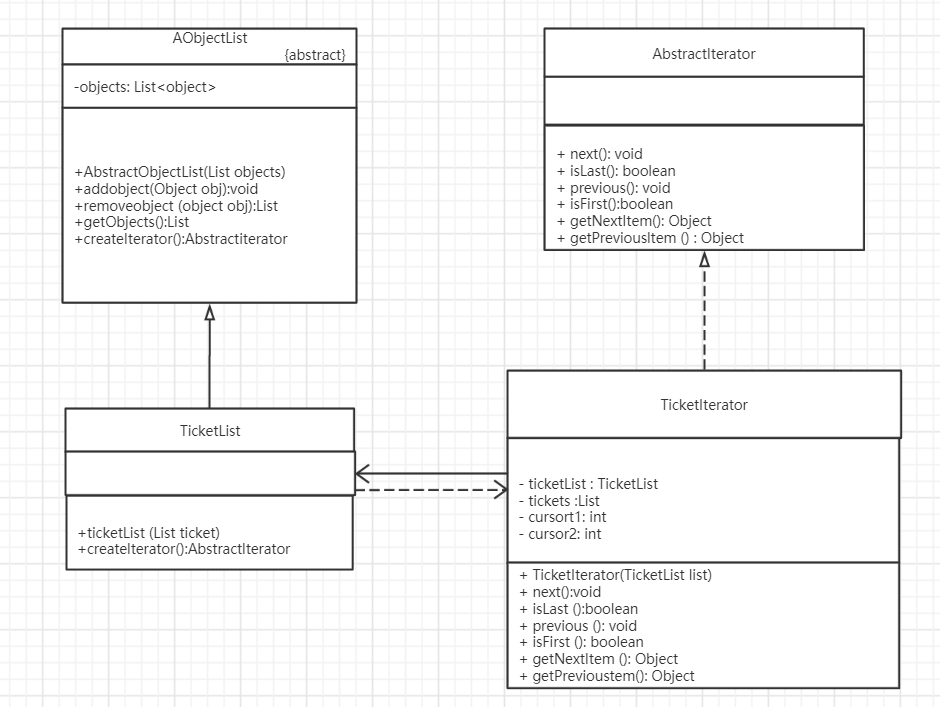 AObjectList
{abstract}
-objects: List<object>
+AbstractObjectList(List objects)
+addobject(Object obj):void
+removeobject (object obj):List
+getObjects():List
+createIterator():Abstractiterator
AbstractIterator
+ next(): void
+ isLast(): boolean
+ previous(): void
+ isFirst():boolean
+ getNextItem(): Object
+ getPreviousItem () : Object
TicketList
+ticketList (List ticket)
+createIterator():AbstractIterator
TicketIterator
- ticketList : TicketList
- tickets :List
- cursort1: int
- cursor2: int
+ TicketIterator(TicketList list)
+ next():void
+ isLast ():boolean
+ previous (): void
+ isFirst (): boolean
+ getNextItem (): Object
+ getPrevioustem(): Object